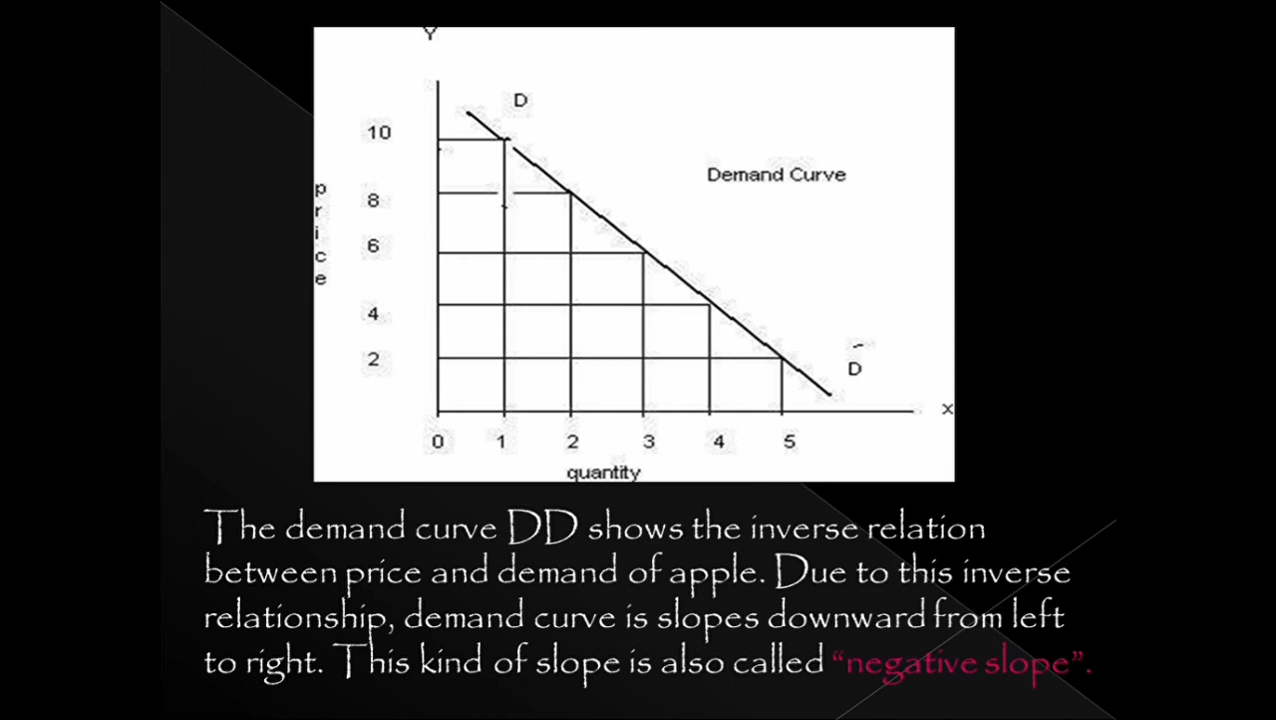 Y
D
10
Demand Curve
price
8
6
4
2
D
X
0 1 2 3 4 5
quantity
The demand curve DD shows the inverse relation
between price and demand of apple. Due to this inverse
relationship, demand curve is slopes downward from left
to right. This kind of slope is also called “negative slope”.